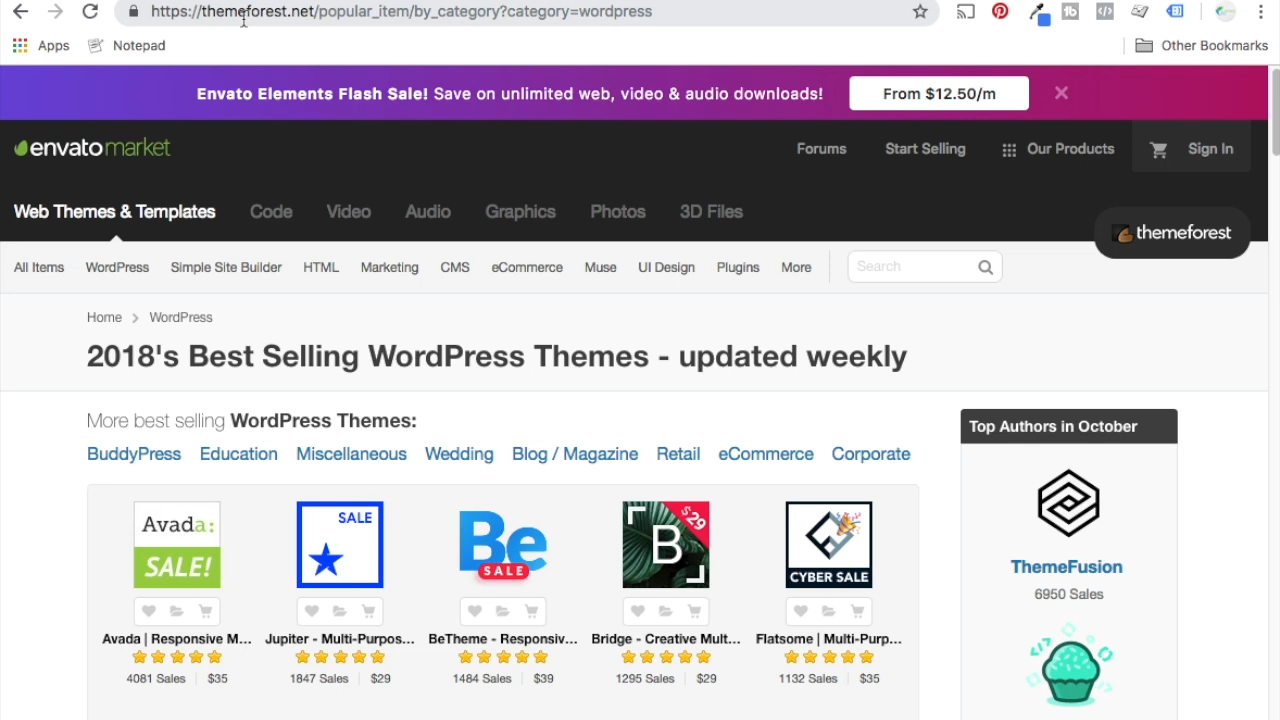 https://themeforest.net/popular_item/by_category?category=wordpress
Apps Notepad Other Bookmarks
Envato Elements Flash Sale! Save on unlimited web, video & audio downloads! From $12.50/m
envatomarket Forums Start Selling Our Products Sign In
Web Themes & Templates Code Video Audio Graphics Photos 3D Files
themeforest
All Items WordPress Simple Site Builder HTML Marketing CMS eCommerce Muse UI Design Plugins More Search
Home > WordPress
2018's Best Selling WordPress Themes - updated weekly
More best selling WordPress Themes:
BuddyPress Education Miscellaneous Wedding Blog / Magazine Retail eCommerce Corporate
Top Authors in October
Avada:
SALE!
SALE
Be
SALE
B
$29
CYBER SALE
ThemeFusion
6950 Sales
Avada | Responsive M... Jupiter - Multi-Purpos... BeTheme - Responsiv... Bridge - Creative Mult... Flatsome | Multi-Purp...
4081 Sales $35 1847 Sales $29 1484 Sales $39 1295 Sales $29 1132 Sales $35